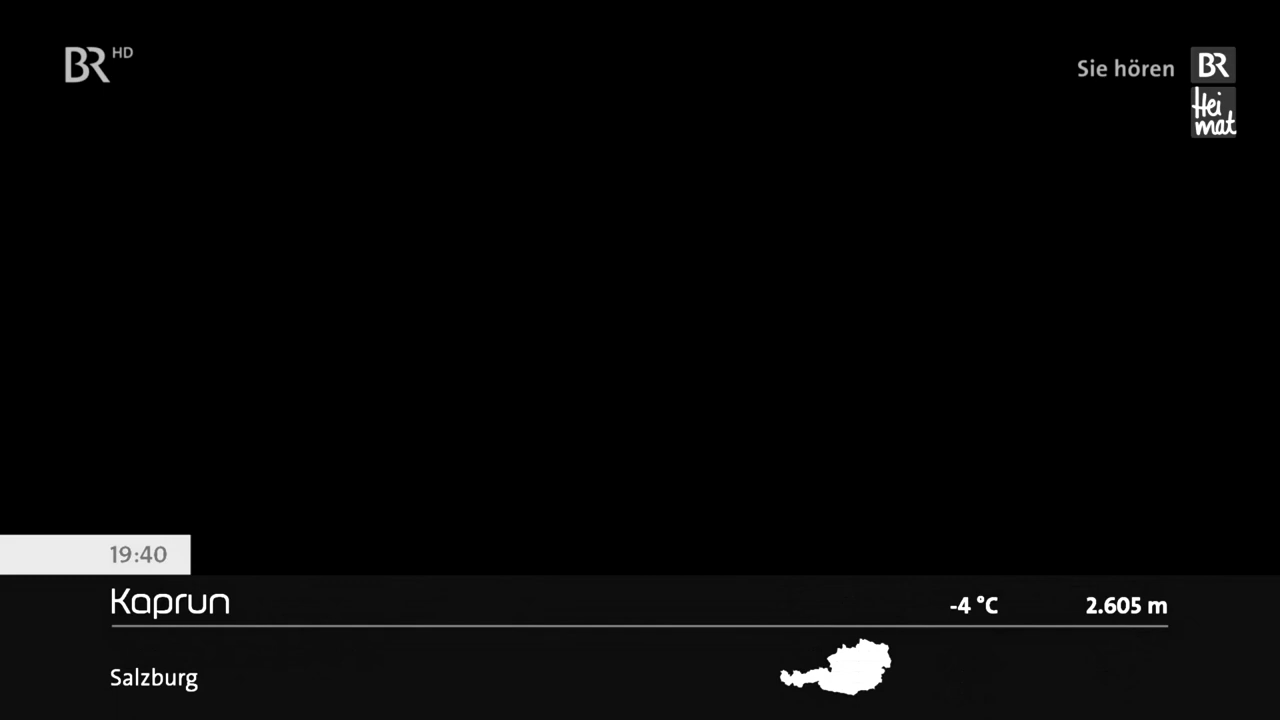 BR HD
Sie hören BR
Hei
mat
19:40
Kaprun
-4 °C
2.605 m
Salzburg